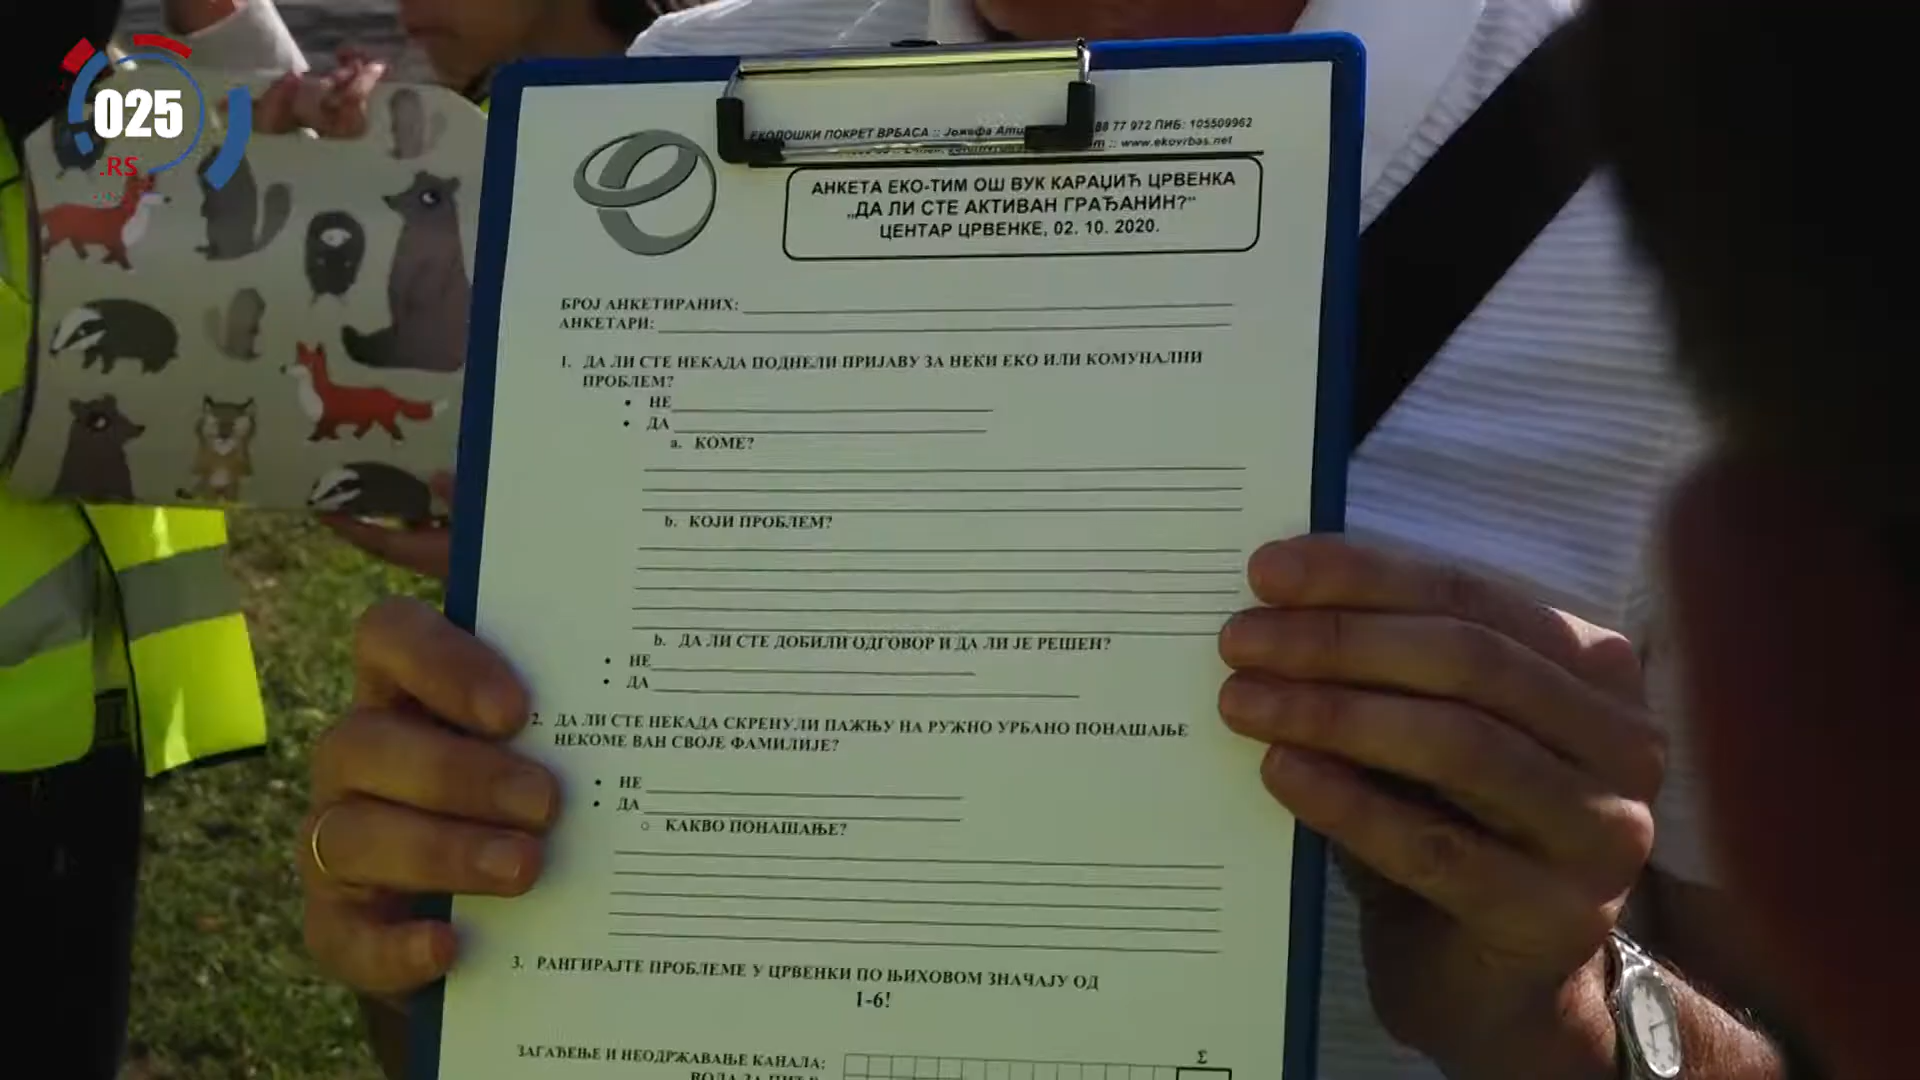 025
.RS
ЕКОЛОШКИ ПОКРЕТ ВРБАСА :: Јожефа 88 77 972 ПИБ: 105509962
:: www.ekovrbas.net
АНКЕТА ЕКО-ТИМ ОШ ВУК КАРАЏИЋ ЦРВЕНКА
„ДА ЛИ СТЕ АКТИВАН ГРАЂАНИН?"
ЦЕНТАР ЦРВЕНКЕ, 02. 10. 2020.
БРОЈ АНКЕТИРАНИХ:
АНКЕТАРИ:
1. ДА ЛИ СТЕ НЕКАДА ПОДНЕЛИ ПРИЈАВУ ЗА НЕКИ ЕКО ИЛИ КОМУНАЛНИ
ПРОБЛЕМ?
• НЕ
• ДА
a. КОМЕ?
b. КОЈИ ПРОБЛЕМ?
b. ДА ЛИ СТЕ ДОБИЛИ ОДГОВОР И ДА ЛИ ЈЕ РЕШЕН?
• НЕ
• ДА
2. ДА ЛИ СТЕ НЕКАДА СКРЕНУЛИ ПАЖЊУ НА РУЖНО УРБАНО ПОНАШАЊЕ
НЕКОМЕ ВАН СВОЈЕ ФАМИЛИЈЕ?
• НЕ
• ДА
○ КАКВО ПОНАШАЊЕ?
3. РАНГИРАЈТЕ ПРОБЛЕМЕ У ЦРВЕНКИ ПО ЊИХОВОМ ЗНАЧАЈУ ОД
1-6!
ЗАГАЂЕЊЕ И НЕОДРЖАВАЊЕ КАНАЛА: Σ